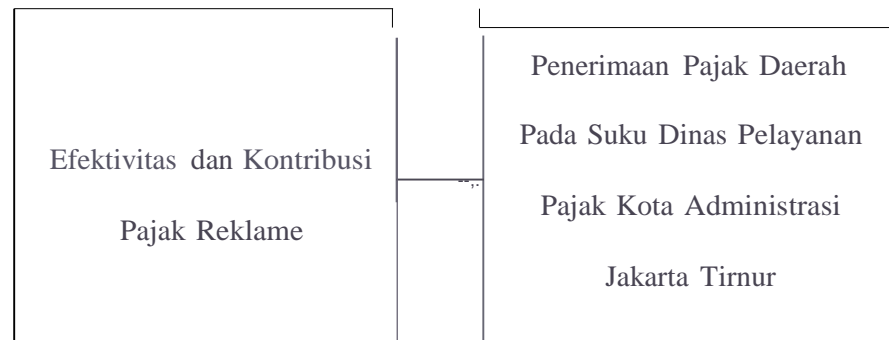 Efektivitas dan Kontribusi
Pajak Reklame
Penerimaan Pajak Daerah
Pada Suku Dinas Pelayanan
Pajak Kota Administrasi
Jakarta Tirnur